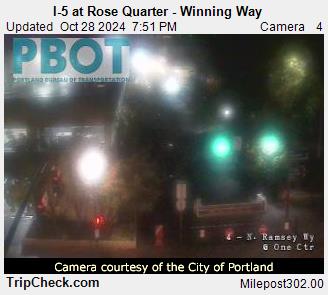 I-5 at Rose Quarter - Winning Way
Updated Oct 28 2024 7:51 PM Camera 4
PBOT
PORTLAND BUREAU OF TRANSPORTATION
4 - N. Ramsey Wy
@ One Ctr
Camera courtesy of the City of Portland
TripCheck.com Milepost302.00